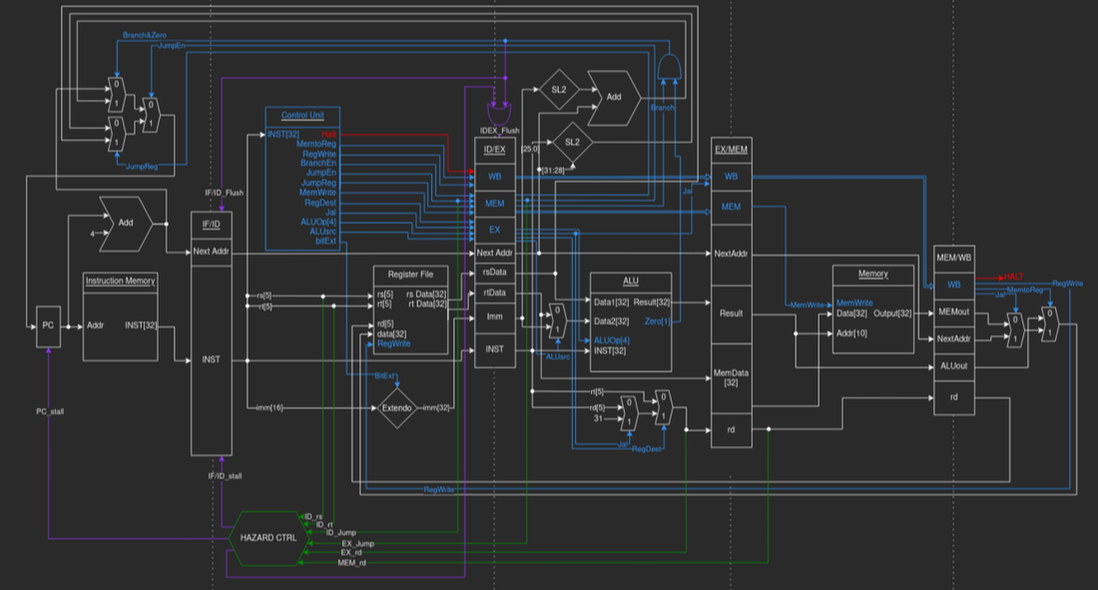 Branch&Zero
JumpEn
0
1
0
1
0
1
JumpReg
Control Unit
INST[32]
Halt
MemtoReg
RegWrite
BranchEn
JumpEn
JumpReg
MemWrite
RegDest
Jal
ALUOp[4]
ALUsrc
bitExt
IDEX_Flush
SL2
Add
SL2
[25:0]
[31:28]
Branch
Jal
IF/ID_Flush
Add
4
IF/ID
Next Addr
INST
Instruction Memory
Addr
INST[32]
PC
PC_stall
IF/ID_stall
Register File
rs[5]
rt[5]
rs[5]
rt[5]
rs Data[32]
rt Data[32]
rd[5]
data[32]
RegWrite
BitExt
imm[16]
Extendo
imm[32]
ID/EX
WB
MEM
EX
Next Addr
rsData
rtData
Imm
INST
0
1
ALUsrc
ALU
Data1[32]
Result[32]
Data2[32]
Zero[1]
ALUOp[4]
INST[32]
rt[5]
rd[5]
31
0
1
0
1
Jal
RegDest
EX/MEM
WB
MEM
NextAddr
Result
MemData
[32]
rd
Memory
MemWrite
MemWrite
Data[32]
Output[32]
Addr[10]
MEM/WB
WB
MEMout
NextAddr
ALUout
rd
HALT
RegWrite
MemtoReg
Jal
0
1
0
1
RegWrite
HAZARD CTRL
ID_rs
ID_rt
ID_Jump
EX_Jump
EX_rd
MEM_rd